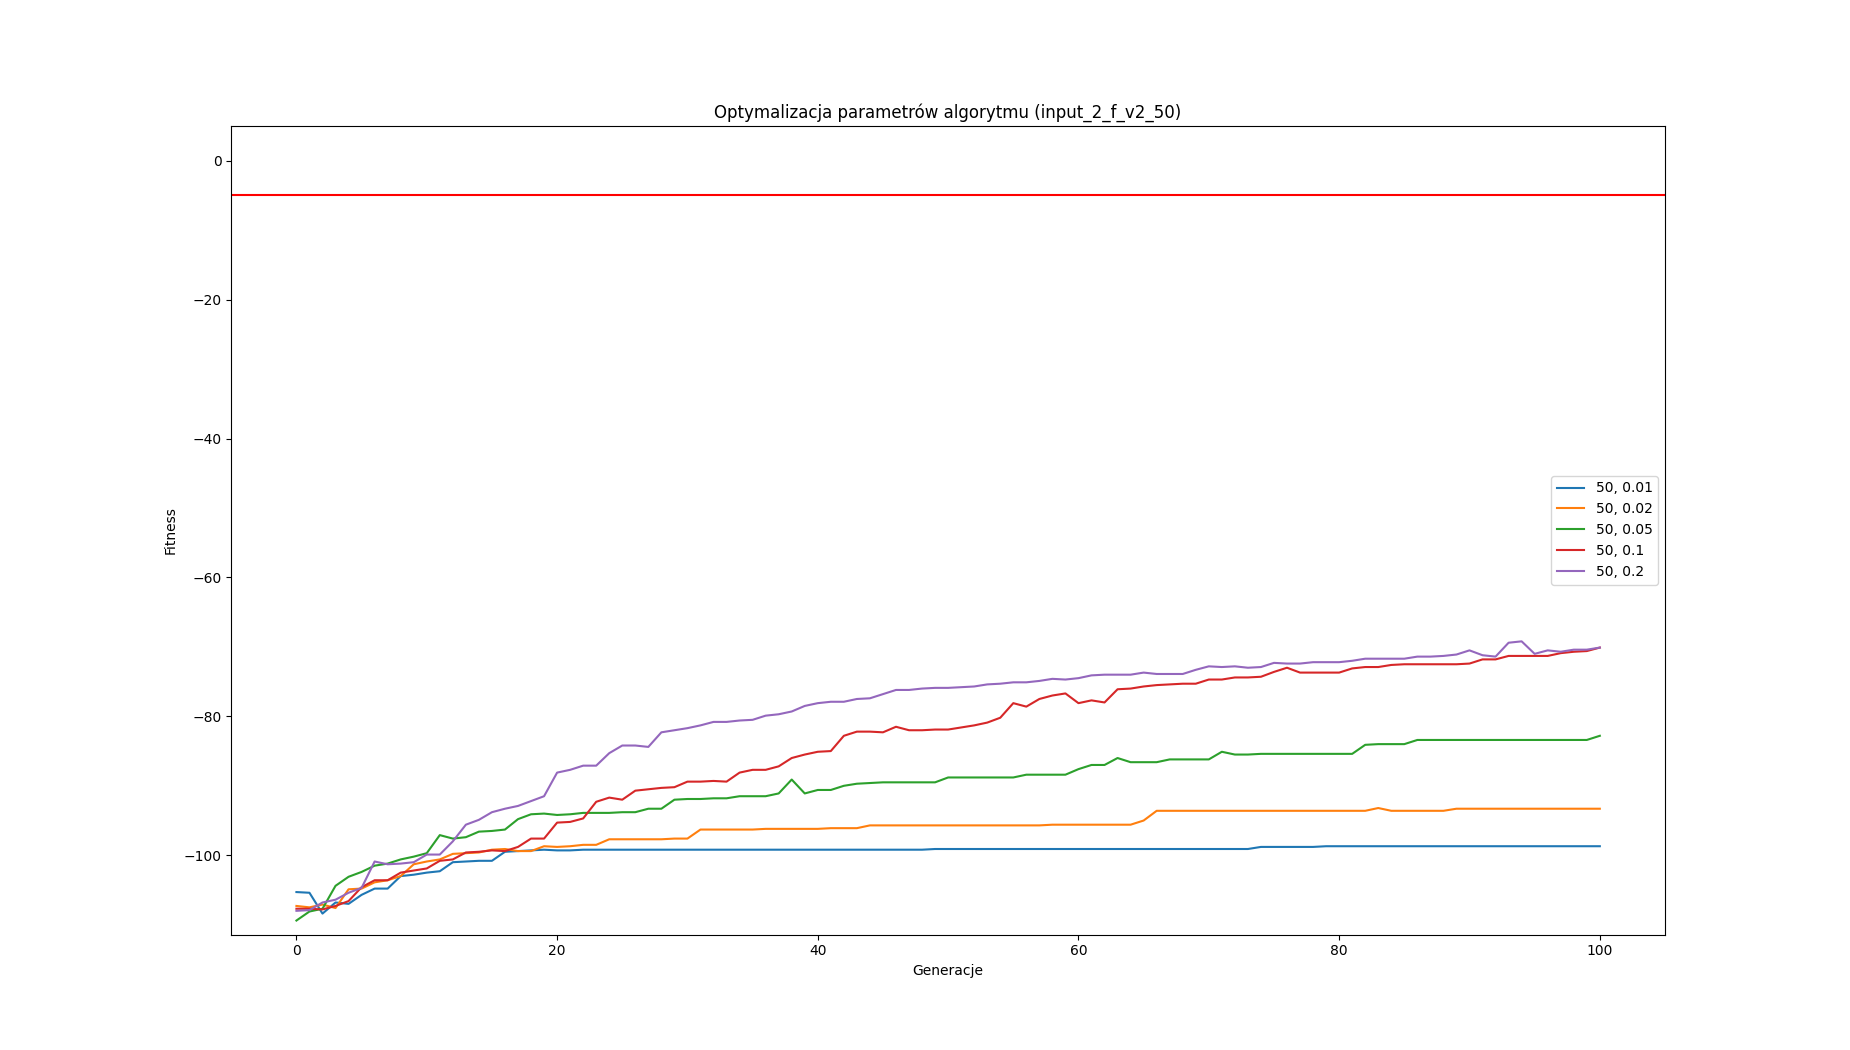 Optymalizacja parametrów algorytmu (input_2_f_v2_50)
0
−20
−40
−60
−80
−100
Fitness
50, 0.01
50, 0.02
50, 0.05
50, 0.1
50, 0.2
0 20 40 60 80 100
Generacje